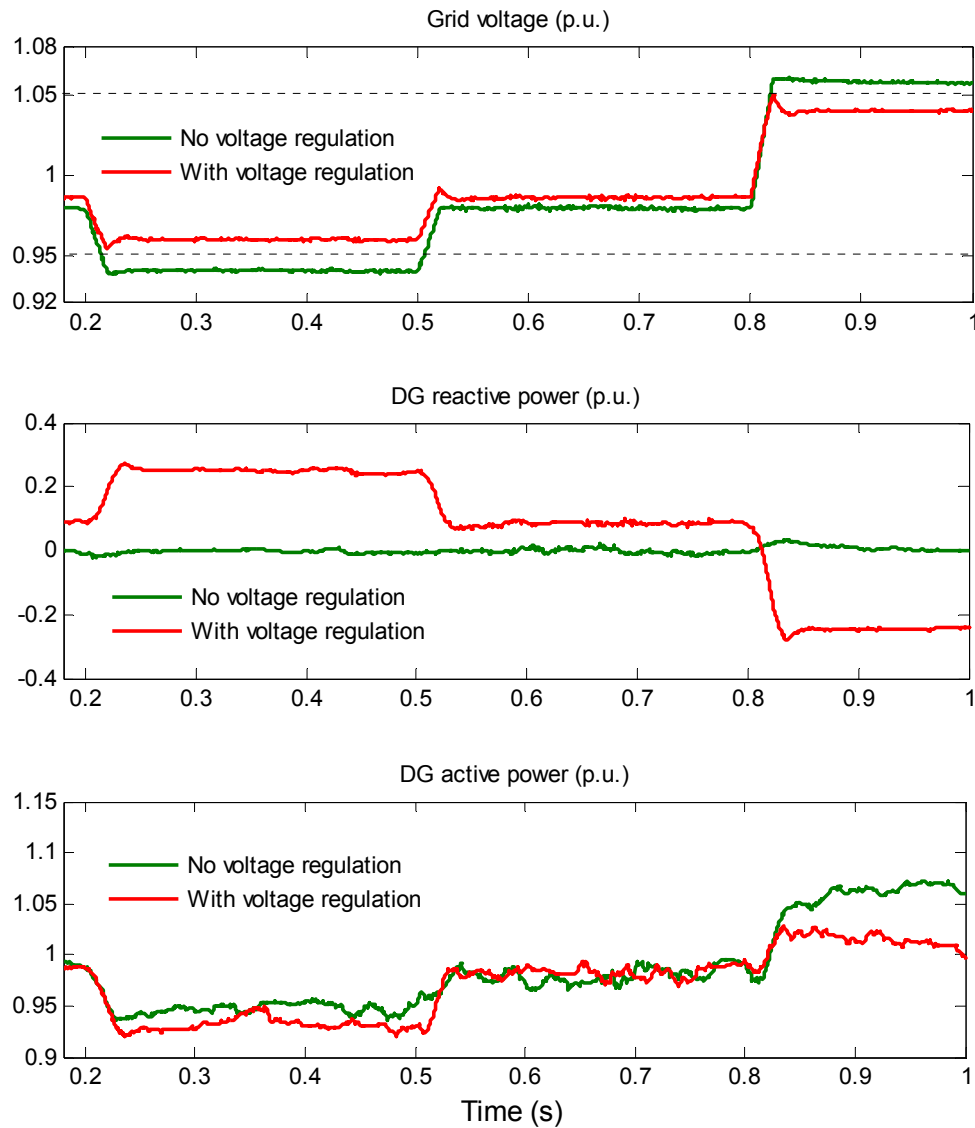 Grid voltage (p.u.)
1.08
1.05
1
0.95
0.92
No voltage regulation
With voltage regulation
0.2 0.3 0.4 0.5 0.6 0.7 0.8 0.9 1
DG reactive power (p.u.)
0.4
0.2
0
-0.2
-0.4
No voltage regulation
With voltage regulation
0.2 0.3 0.4 0.5 0.6 0.7 0.8 0.9 1
DG active power (p.u.)
1.15
1.1
1.05
1
0.95
0.9
No voltage regulation
With voltage regulation
0.2 0.3 0.4 0.5 0.6 0.7 0.8 0.9 1
Time (s)